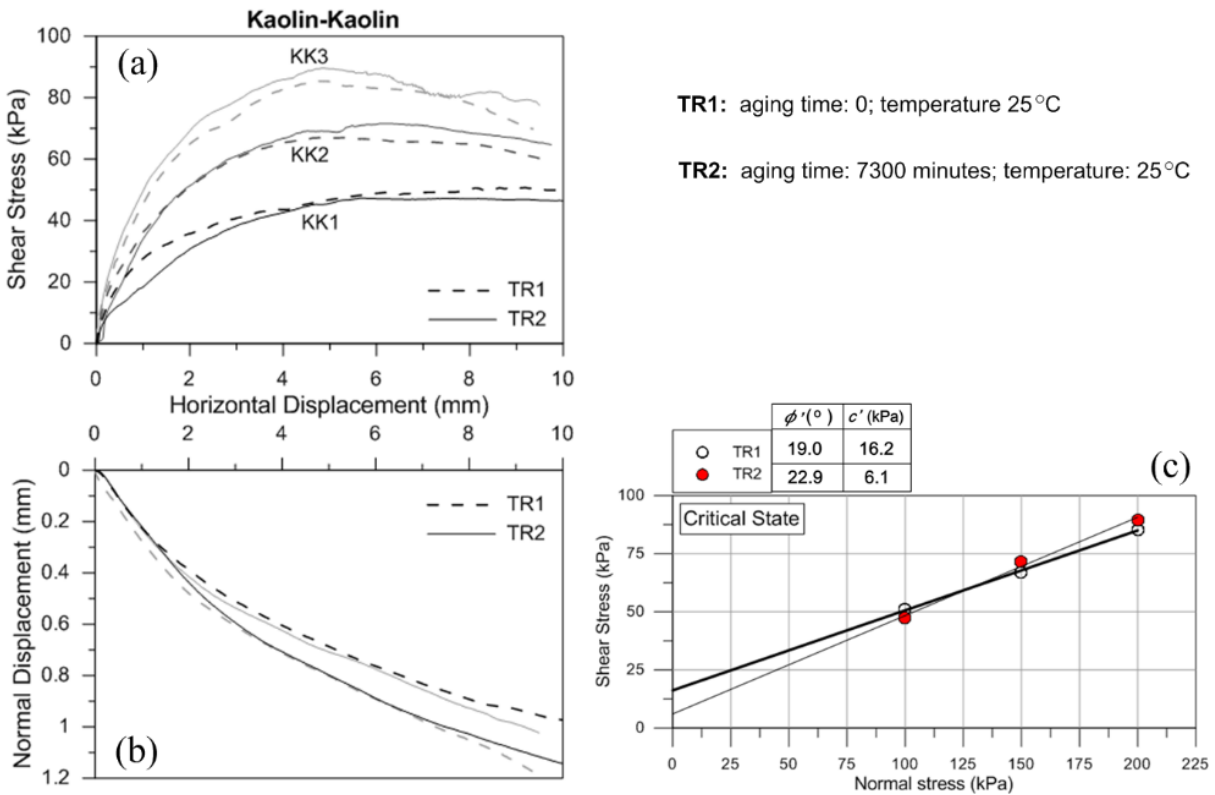 Kaolin-Kaolin
100
80
60
40
20
0
Shear Stress (kPa)
(a)
KK3
KK2
KK1
TR1
TR2
0 2 4 6 8 10
Horizontal Displacement (mm)
TR1: aging time: 0; temperature 25°C
TR2: aging time: 7300 minutes; temperature: 25°C
0 2 4 6 8 10
0
0.2
0.4
0.6
0.8
1
1.2
Normal Displacement (mm)
TR1
TR2
(b)
ϕ'(°) c' (kPa)
TR1 19.0 16.2
TR2 22.9 6.1
(c)
Critical State
100
75
50
25
0
Shear Stress (kPa)
0 25 50 75 100 125 150 175 200 225
Normal stress (kPa)